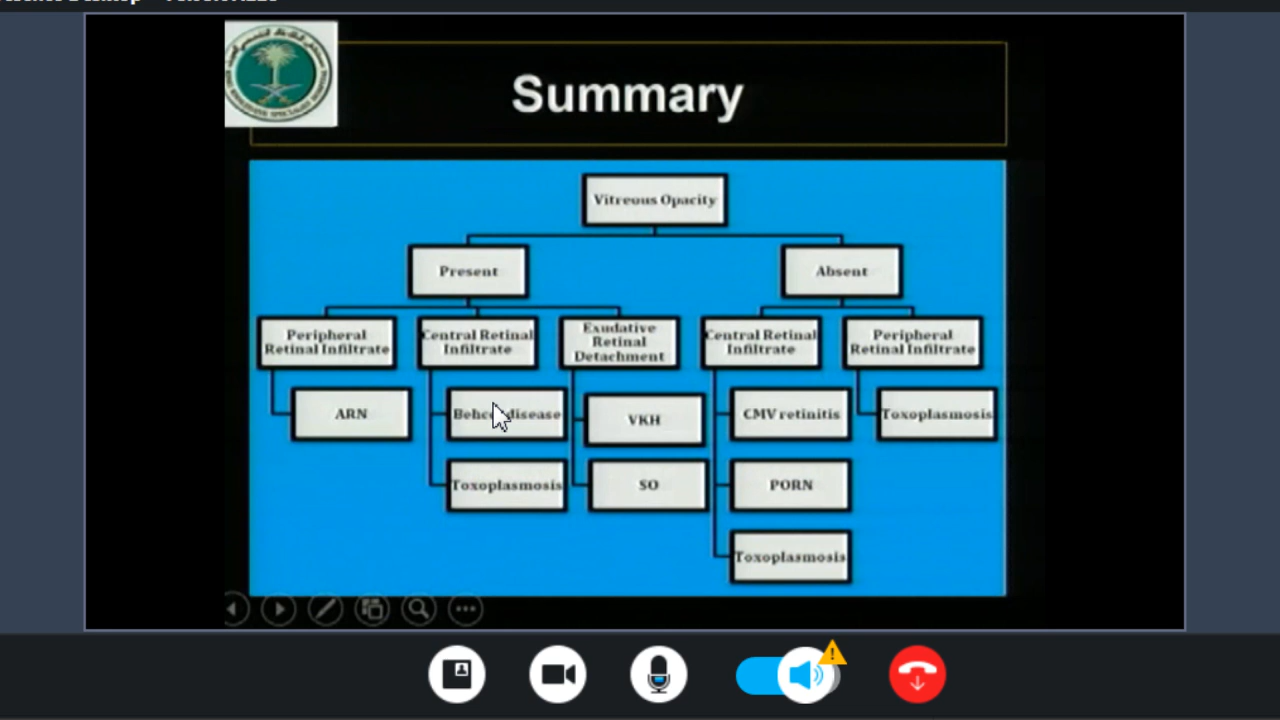 Summary
Vitreous Opacity
Present
Absent
Peripheral
Retinal Infiltrate
Central Retinal
Infiltrate
Exudative
Retinal
Detachment
Central Retinal
Infiltrate
Peripheral
Retinal Infiltrate
ARN
disease
VKH
CMV retinitis
Toxoplasmosis
Toxoplasmosis
SO
PORN
Toxoplasmosis